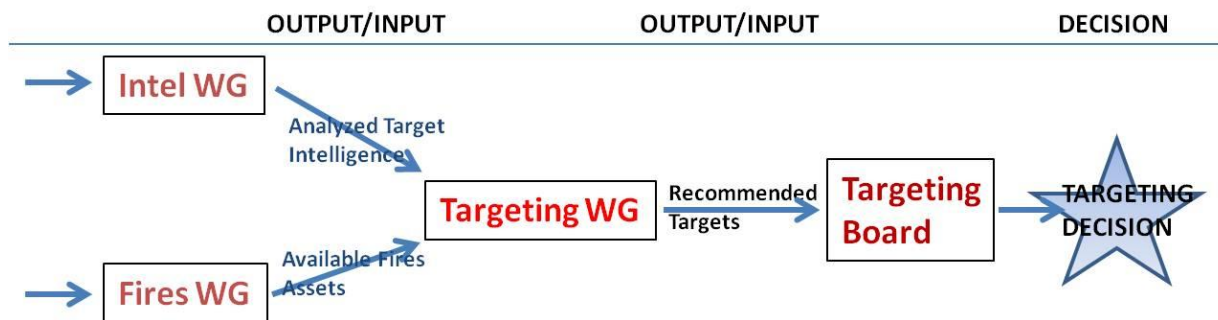 OUTPUT/INPUT
OUTPUT/INPUT
DECISION
Intel WG
Analyzed Target
Intelligence
Targeting WG
Recommended
Targets
Targeting
Board
TARGETING
DECISION
Available Fires
Assets
Fires WG